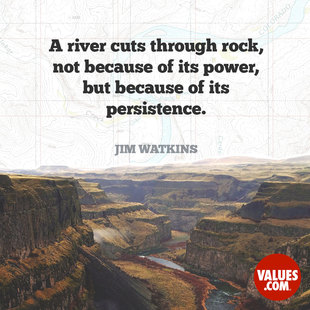 A river cuts through rock,
not because of its power,
but because of its
persistence.
JIM WATKINS
VALUES
.COM®